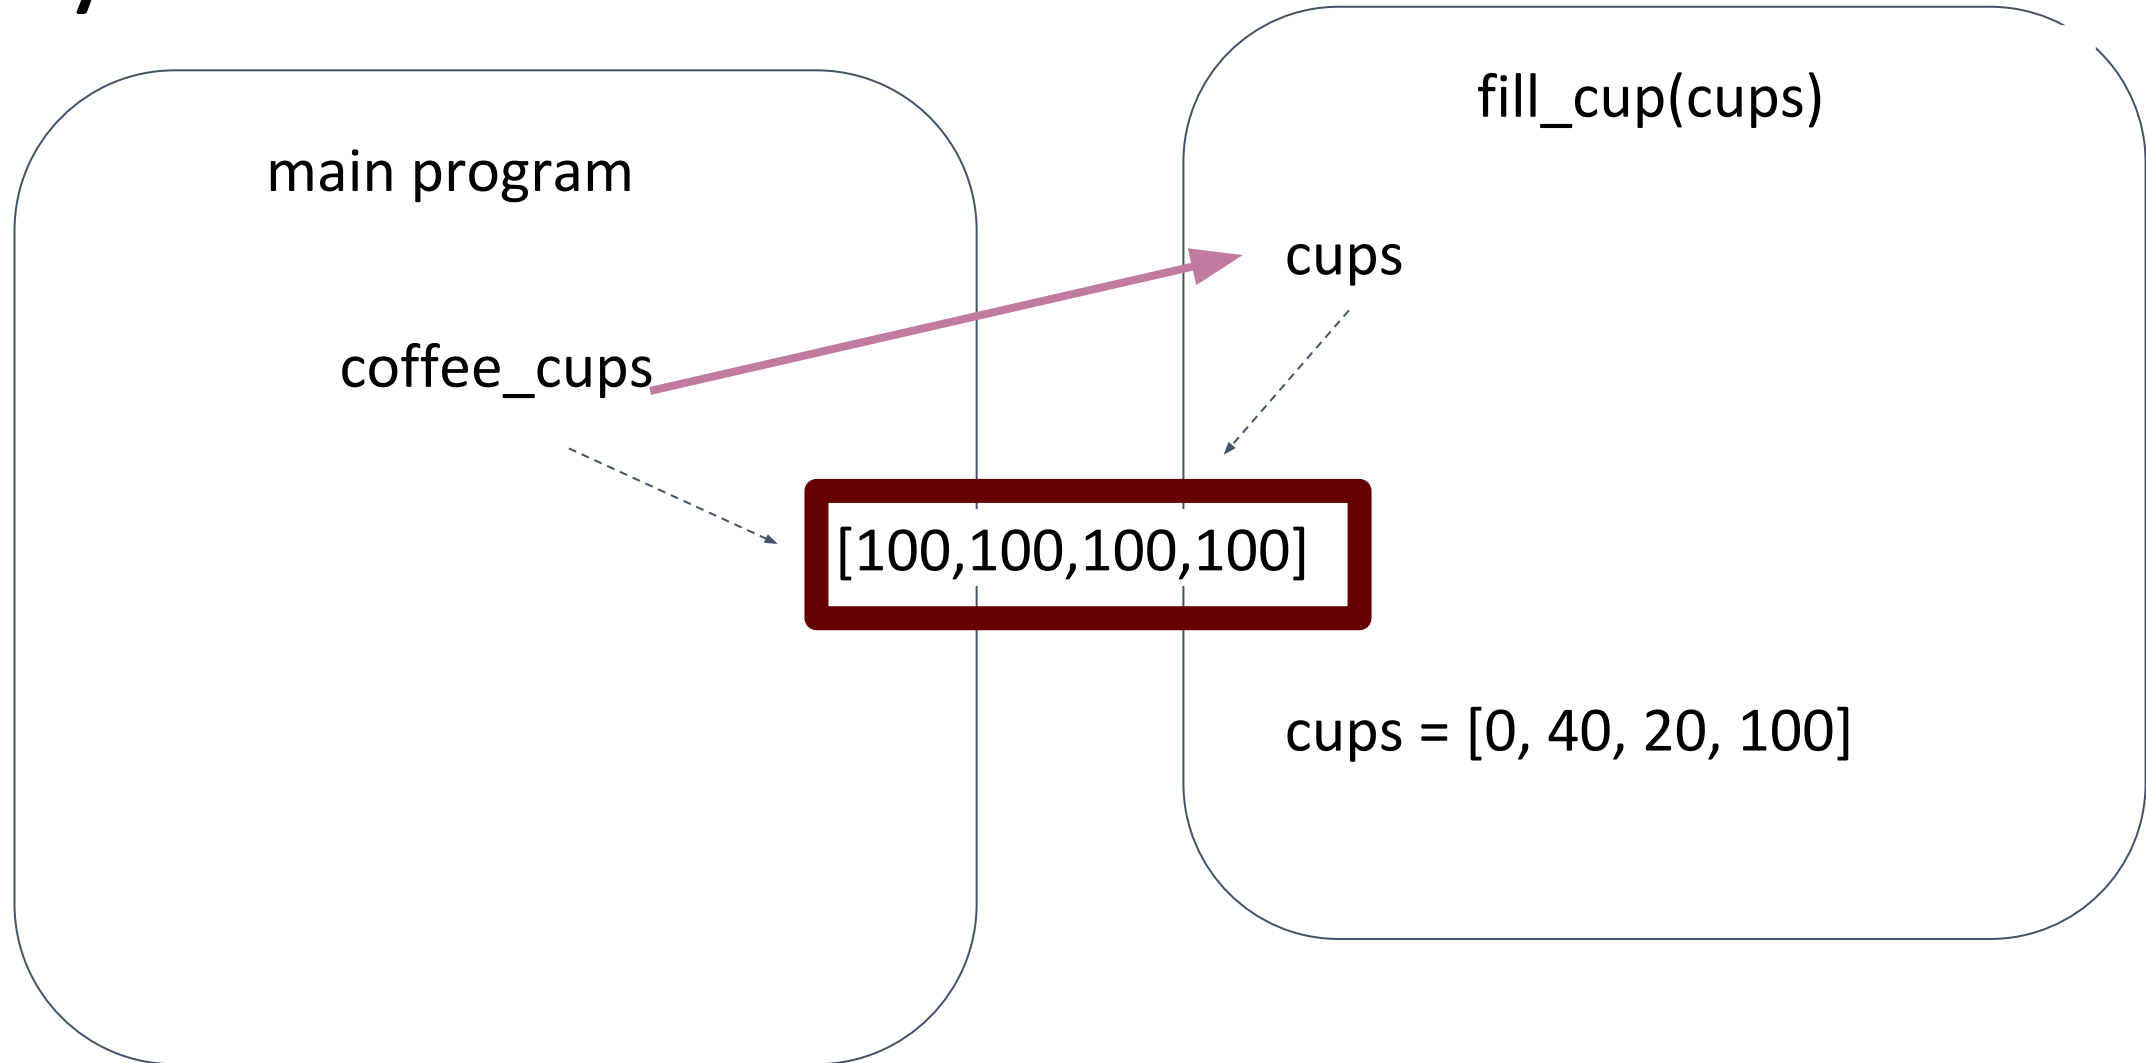 main program
coffee_cups
fill_cup(cups)
cups
[100,100,100,100]
cups = [0, 40, 20, 100]